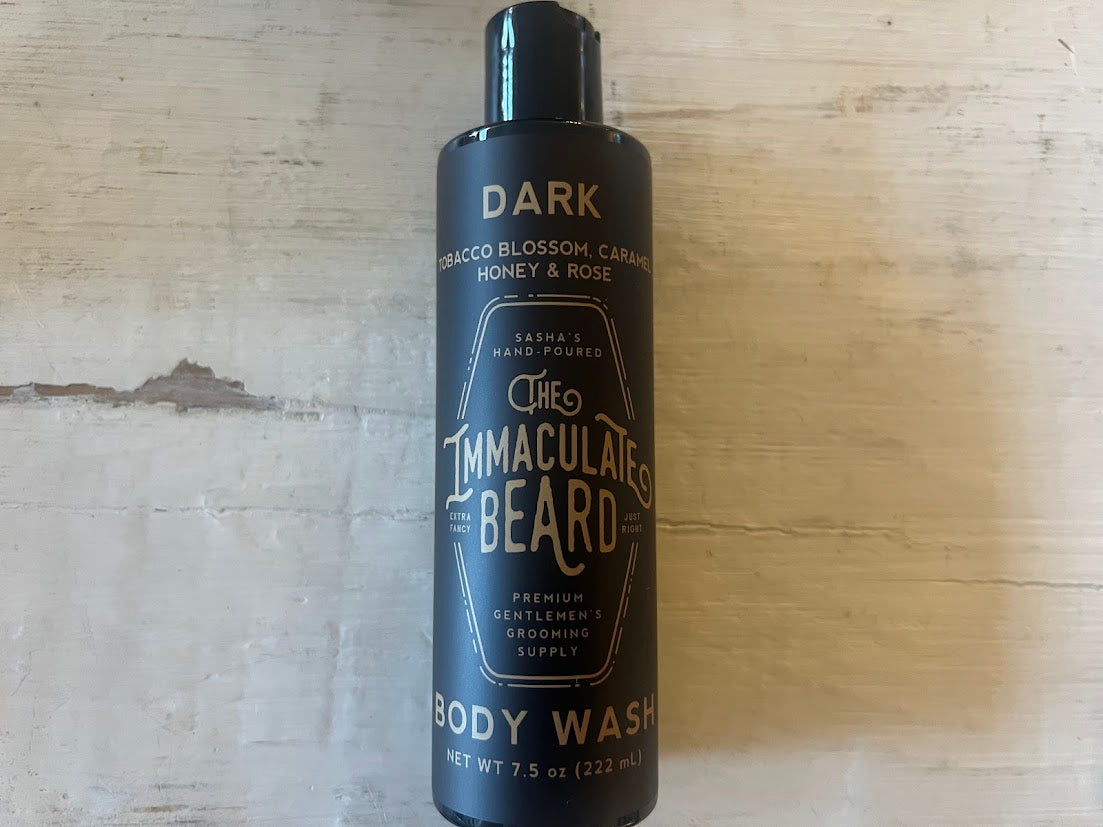 DARK
TOBACCO BLOSSOM, CARAMEL
HONEY & ROSE
SASHA'S
HAND-POURED
THE
IMMACULATE
BEARD
EXTRA
FANCY
JUST
RIGHT
PREMIUM
GENTLEMEN'S
GROOMING
SUPPLY
BODY WASH
NET WT 7.5 oz (222 mL)